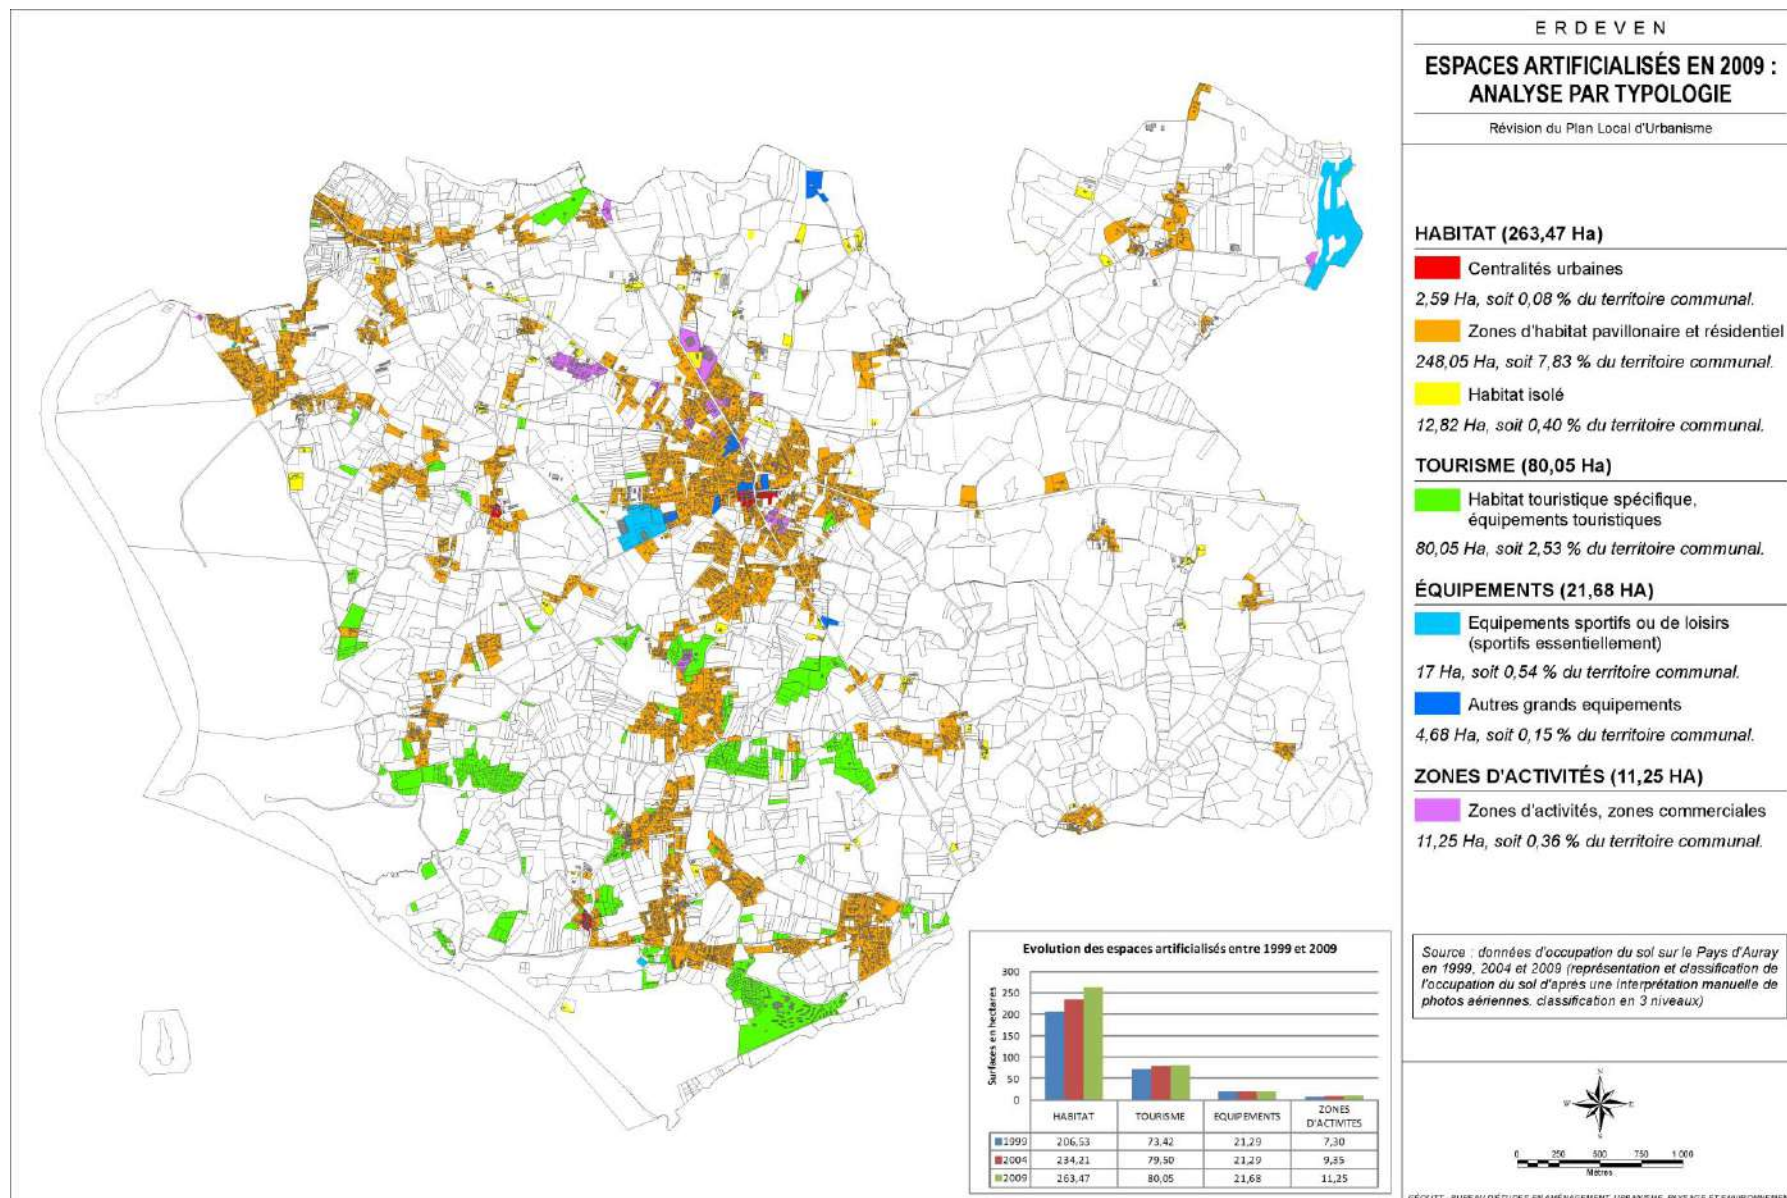 ERDEVEN
ESPACES ARTIFICIALISÉS EN 2009 :
ANALYSE PAR TYPOLOGIE
Révision du Plan Local d'Urbanisme
HABITAT (263,47 Ha)
Centralités urbaines
2,59 Ha, soit 0,08 % du territoire communal.
Zones d'habitat pavillonaire et résidentiel
248,05 Ha, soit 7,83 % du territoire communal.
Habitat isolé
12,82 Ha, soit 0,40 % du territoire communal.
TOURISME (80,05 Ha)
Habitat touristique spécifique,
équipements touristiques
80,05 Ha, soit 2,53 % du territoire communal.
ÉQUIPEMENTS (21,68 HA)
Equipements sportifs ou de loisirs
(sportifs essentiellement)
17 Ha, soit 0,54 % du territoire communal.
Autres grands equipements
4,68 Ha, soit 0,15 % du territoire communal.
ZONES D'ACTIVITÉS (11,25 HA)
Zones d'activités, zones commerciales
11,25 Ha, soit 0,36 % du territoire communal.
Source : données d'occupation du sol sur le Pays d'Auray
en 1999, 2004 et 2009 (représentation et classification de
l'occupation du sol d'après une interprétation manuelle de
photos aériennes. classification en 3 niveaux)
N
W E
S
0 250 500 750 1 000
Mètres
GÉOLITT - BUREAU D'ÉTUDES EN AMÉNAGEMENT, URBANISME, PAYSAGE ET ENVIRONNEMENT
Evolution des espaces artificialisés entre 1999 et 2009
Surfaces en hectares
300
250
200
150
100
50
0
HABITAT TOURISME EQUIPEMENTS ZONES D'ACTIVITES
1999 206,53 73,42 21,29 7,30
2004 234,21 79,50 21,29 9,35
2009 263,47 80,05 21,68 11,25